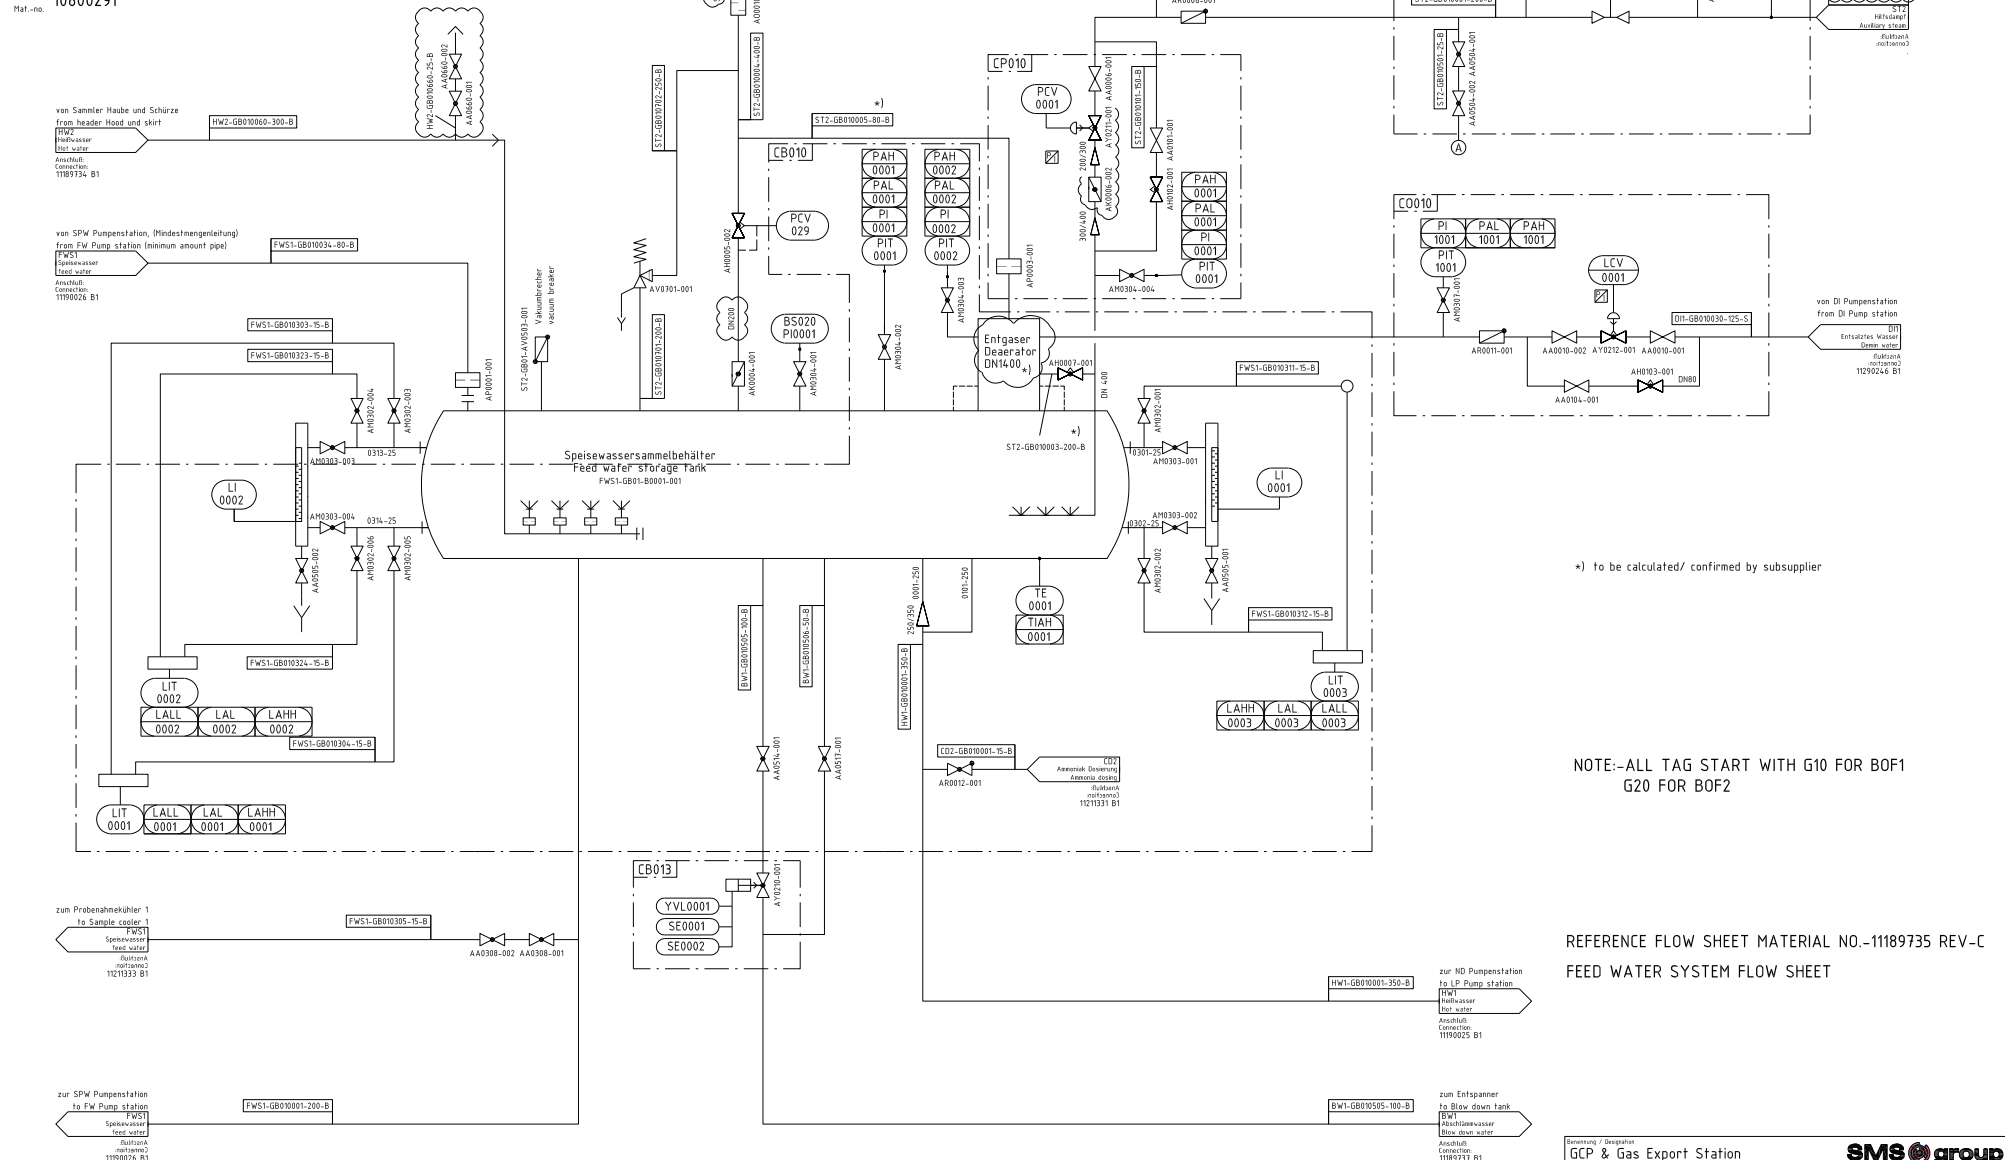 Mat.-no.
10800291
von Sammler Haube und Schürze
from header Hood and skirt
HW2
Heißwasser
Hot water
Anschluß:
Connection:
11189734 B1
HW2-GB010060-300-B
HW2-GB010660-25-B
AA0660-002
AA0660-001
von SPW Pumpenstation, (Mindestmengenleitung)
from FW Pump station (minimum amount pipe)
FWS1
Speisewasser
feed water
Anschluß:
Connection:
11190026 B1
FWS1-GB010034-80-B
FWS1-GB010303-15-B
FWS1-GB010323-15-B
AP0001-001
ST2-GB01-AV0503-001
Vakuumbrecher
vacuum breaker
ST2-GB010702-250-B
ST2-GB010004-400-B
AV0701-001
ST2-GB010701-200-B
AH0005-002
DN200
AK0004-001
*)
ST2-GB010005-80-B
CB010
PCV
029
BS020
PI0001
AM0304-001
PAH
0001
PAL
0001
PI
0001
PIT
0001
AM0304-002
PAH
0002
PAL
0002
PI
0002
PIT
0002
AM0304-003
AP0003-001
CP010
PCV
0001
PI
AA0006-001
AY0211-001
200/300
AK0006-002
300/400
ST2-GB010101-150-B
AA0101-001
AH0102-001
PAH
0001
PAL
0001
PI
0001
PIT
0001
AM0304-004
Entgaser
Deaerator
DN1400
*)
AH0007-001
DN 400
*)
ST2-GB010003-200-B
ST2-GB010501-25-B
AA0504-001
AA0504-002
A
ST2
Hilfsdampf
Auxiliary steam
Anschluß:
Connection:
CO010
PI
1001
PAL
1001
PAH
1001
PIT
1001
AM0307-001
LCV
0001
PI
AR0011-001
AA0010-002
AY0212-001
AA0010-001
AH0103-001
DN80
AA0104-001
DI1-GB010030-125-S
von DI Pumpenstation
from DI Pump station
DI1
Entsalztes Wasser
Demin water
Anschluß:
Connection:
11290246 B1
AM0302-004
AM0302-003
AM0303-003
0313-25
LI
0002
AM0303-004
0314-25
AA0505-002
AM0302-006
AM0302-005
Speisewassersammelbehälter
Feed water storage tank
FWS1-GB01-B0001-001
FWS1-GB010311-15-B
AM0302-001
0301-25
AM0303-001
LI
0001
AM0303-002
0302-25
AM0302-002
AA0505-001
FWS1-GB010312-15-B
*) to be calculated/ confirmed by subsupplier
FWS1-GB010324-15-B
LIT
0002
LALL
0002
LAL
0002
LAHH
0002
FWS1-GB010304-15-B
LIT
0001
LALL
0001
LAL
0001
LAHH
0001
BW1-GB010505-100-B
BW1-GB010506-50-B
AA0514-001
AA0517-001
0001-250
250/350
0101-250
HW1-GB010001-350-B
TE
0001
TIAH
0001
LIT
0003
LAHH
0003
LAL
0003
LALL
0003
CD2-GB010001-15-B
AR0012-001
CD2
Ammoniak Dosierung
Ammonia dosing
Anschluß:
Connection:
11211331 B1
NOTE:-ALL TAG START WITH G10 FOR BOF1
G20 FOR BOF2
CB013
AY0210-001
YVL0001
SE0001
SE0002
zum Probenahmekühler 1
to Sample cooler 1
FWS1
Speisewasser
feed water
Anschluß:
Connection:
11211333 B1
FWS1-GB010305-15-B
AA0308-002
AA0308-001
REFERENCE FLOW SHEET MATERIAL NO.-11189735 REV-C
FEED WATER SYSTEM FLOW SHEET
HW1-GB010001-350-B
zur ND Pumpenstation
to LP Pump station
HW1
Heißwasser
Hot water
Anschluß:
Connection:
11190025 B1
zur SPW Pumpenstation
to FW Pump station
FWS1
Speisewasser
feed water
Anschluß:
Connection:
11190026 B1
FWS1-GB010001-200-B
BW1-GB010505-100-B
zum Entspanner
to Blow down tank
BW1
Abschlämmwasser
Blow down water
Anschluß:
Connection:
11189737 B1
Benennung / Designation
GCP & Gas Export Station
SMS group